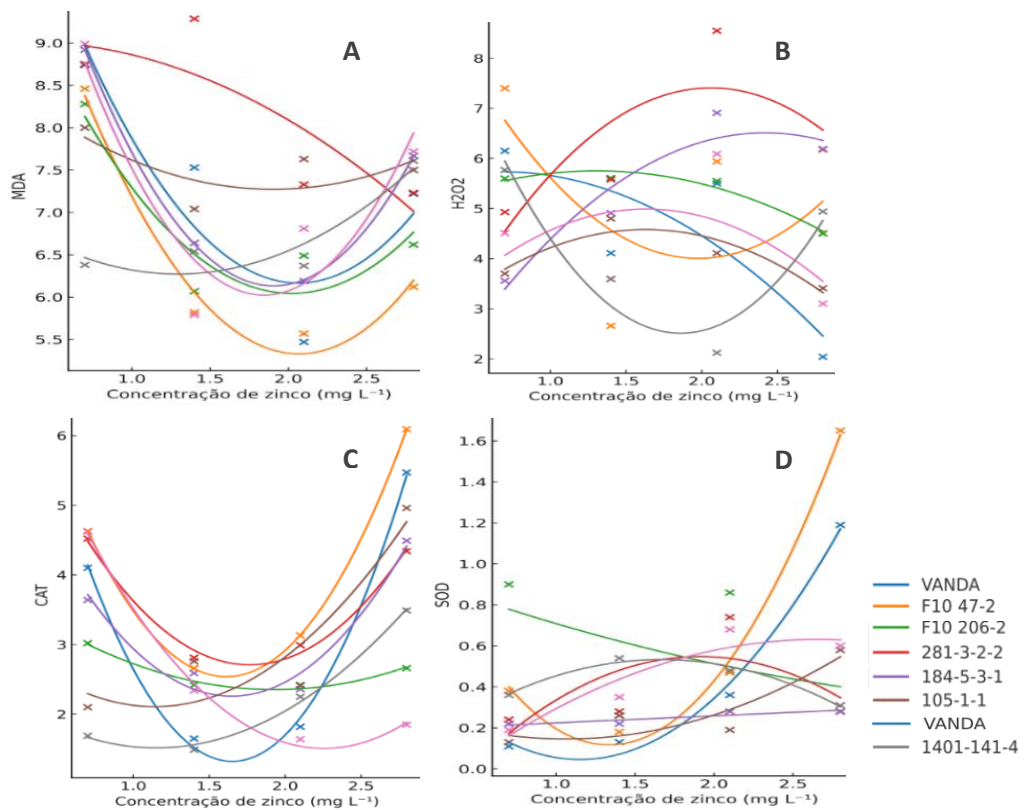 A
9.0
8.5
8.0
7.5
7.0
6.5
6.0
5.5
MDA
1.0 1.5 2.0 2.5
Concentração de zinco (mg L⁻¹)
B
8
7
6
5
4
3
2
H2O2
1.0 1.5 2.0 2.5
Concentração de zinco (mg L⁻¹)
C
6
5
4
3
2
CAT
1.0 1.5 2.0 2.5
Concentração de zinco (mg L⁻¹)
D
1.6
1.4
1.2
1.0
0.8
0.6
0.4
0.2
0.0
SOD
1.0 1.5 2.0 2.5
Concentração de zinco (mg L⁻¹)
VANDA
F10 47-2
F10 206-2
281-3-2-2
184-5-3-1
105-1-1
VANDA
1401-141-4